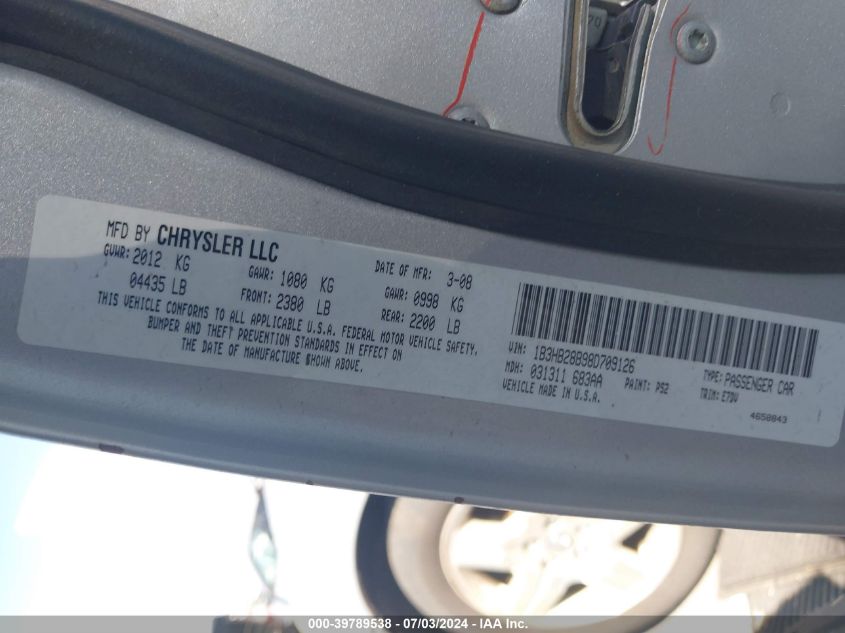 MFD BY CHRYSLER LLC
GVWR: 2012 KG
04435 LB
GAWR: 1080 KG
FRONT: 2380 LB
DATE OF MFR: 3-08
GAWR: 0998 KG
REAR: 2200 LB
THIS VEHICLE CONFORMS TO ALL APPLICABLE U.S.A. FEDERAL MOTOR VEHICLE SAFETY,
BUMPER AND THEFT PREVENTION STANDARDS IN EFFECT ON
THE DATE OF MANUFACTURE SHOWN ABOVE.
VIN: 1B3HB28B98D709126
MDH: 031311 683AA
PAINT: PS2
TYPE: PASSENGER CAR
VEHICLE MADE IN U.S.A.
TRIM: E7DV
4658843
000-39789538 - 07/03/2024 - IAA Inc.